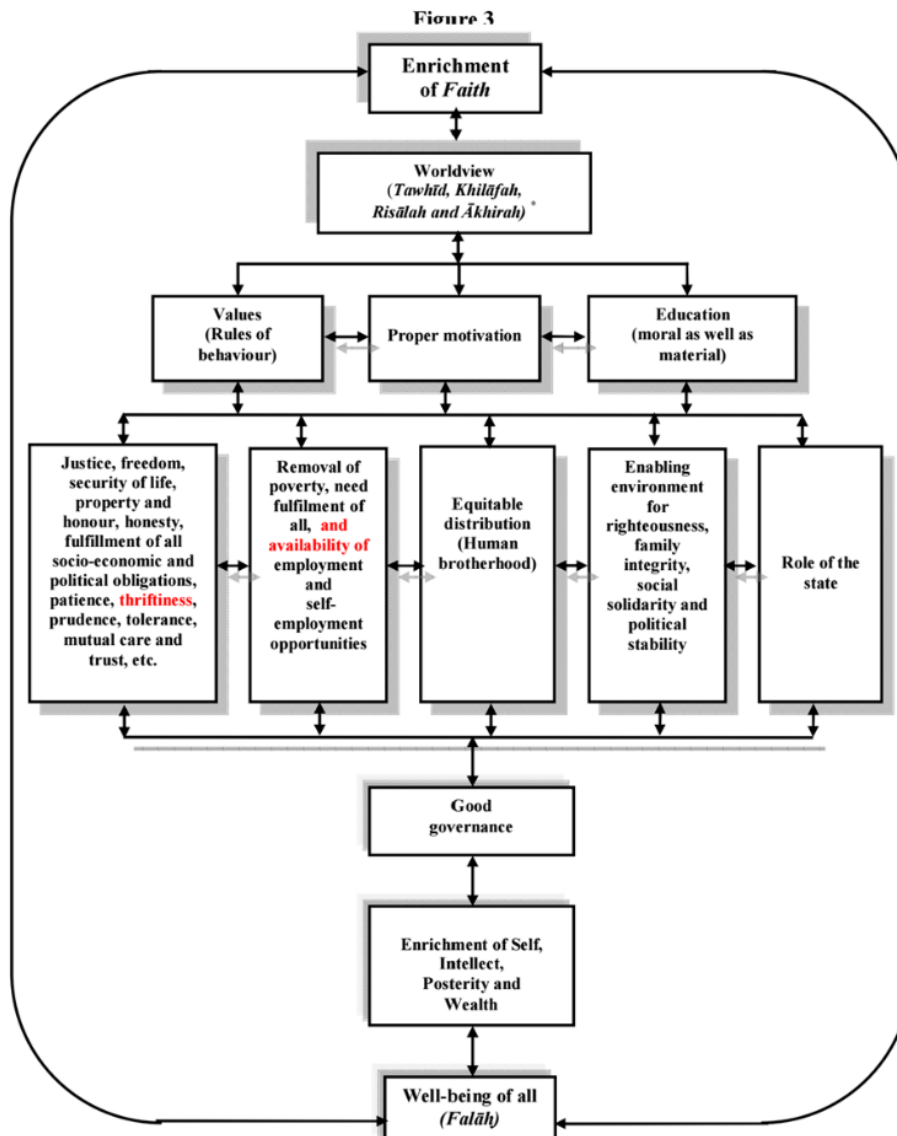 Figure 3
Enrichment
of Faith
Worldview
(Tawhīd, Khilāfah,
Risālah and Ākhirah) *
Values
(Rules of
behaviour)
Proper motivation
Education
(moral as well as
material)
Justice, freedom,
security of life,
property and
honour, honesty,
fulfillment of all
socio-economic and
political obligations,
patience, thriftiness,
prudence, tolerance,
mutual care and
trust, etc.
Removal of
poverty, need
fulfilment of
all, and
availability of
employment
and
self-
employment
opportunities
Equitable
distribution
(Human
brotherhood)
Enabling
environment
for
righteousness,
family
integrity,
social
solidarity and
political
stability
Role of the
state
Good
governance
Enrichment of Self,
Intellect,
Posterity and
Wealth
Well-being of all
(Falāḥ)